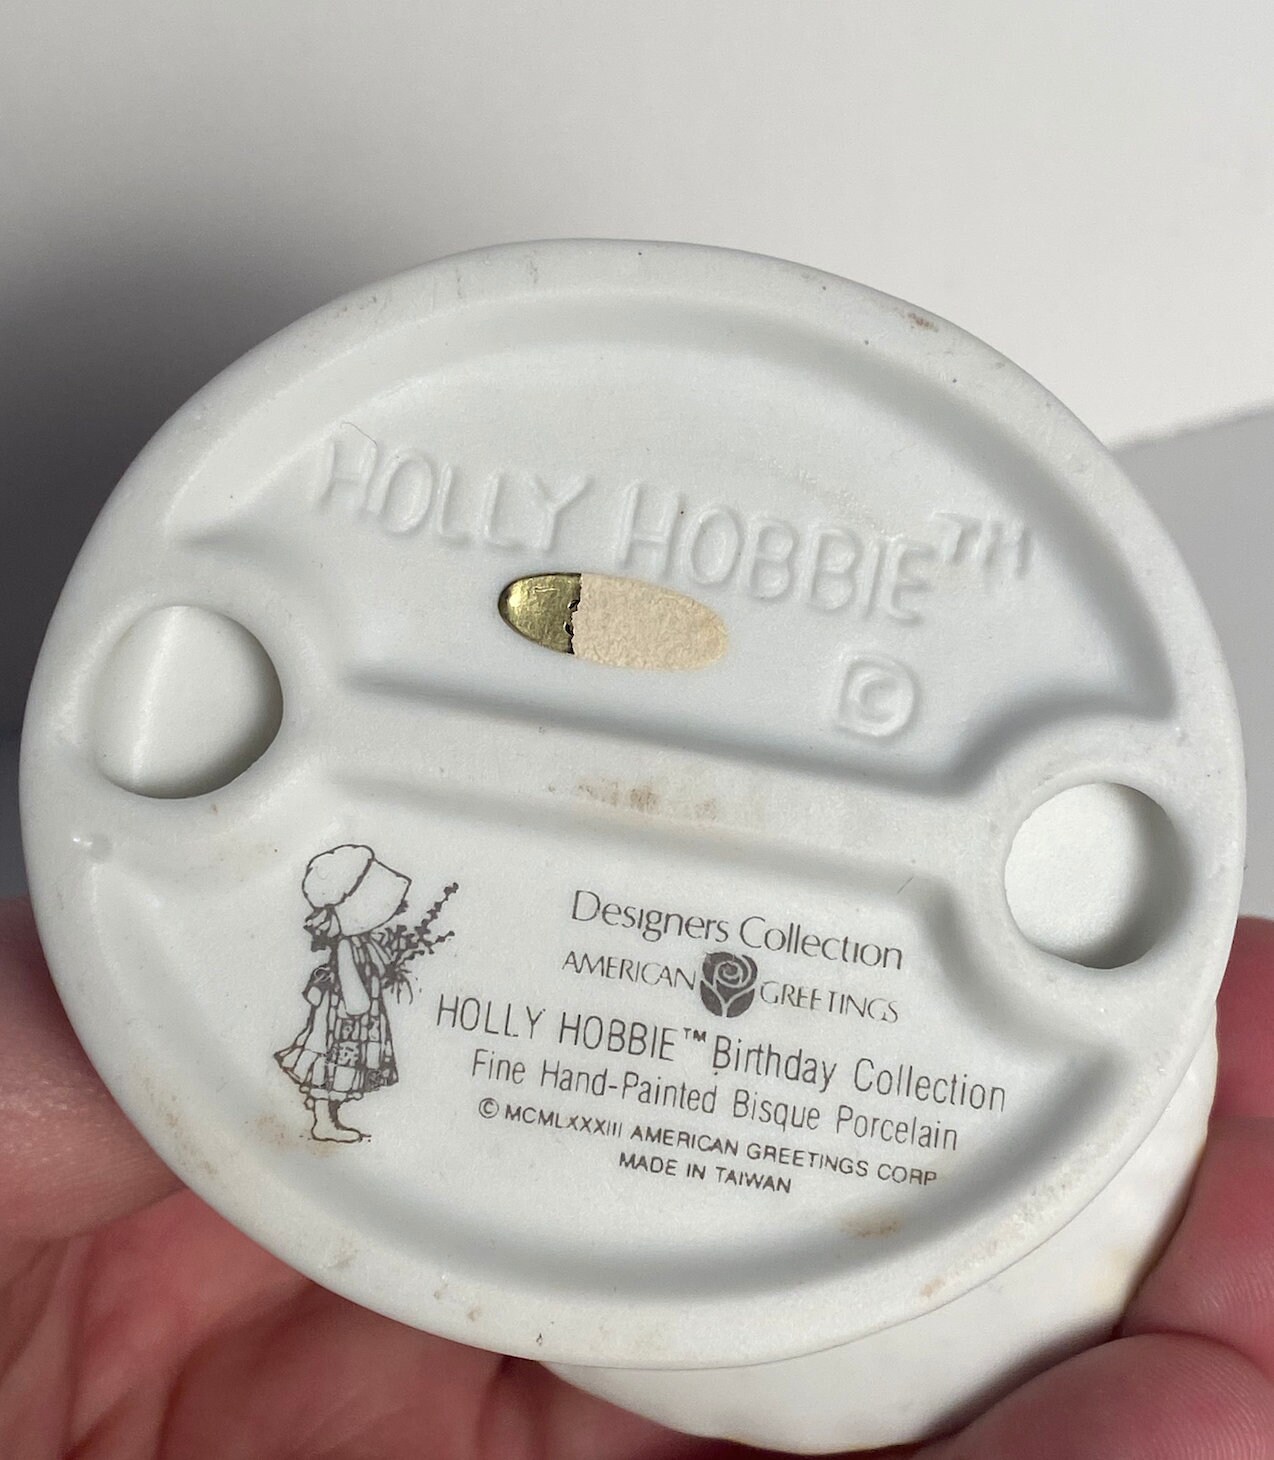 HOLLY HOBBIE™
©
Designers Collection
AMERICAN GREETINGS
HOLLY HOBBIE™ Birthday Collection
Fine Hand-Painted Bisque Porcelain
© MCMLXXXIII AMERICAN GREETINGS CORP
MADE IN TAIWAN